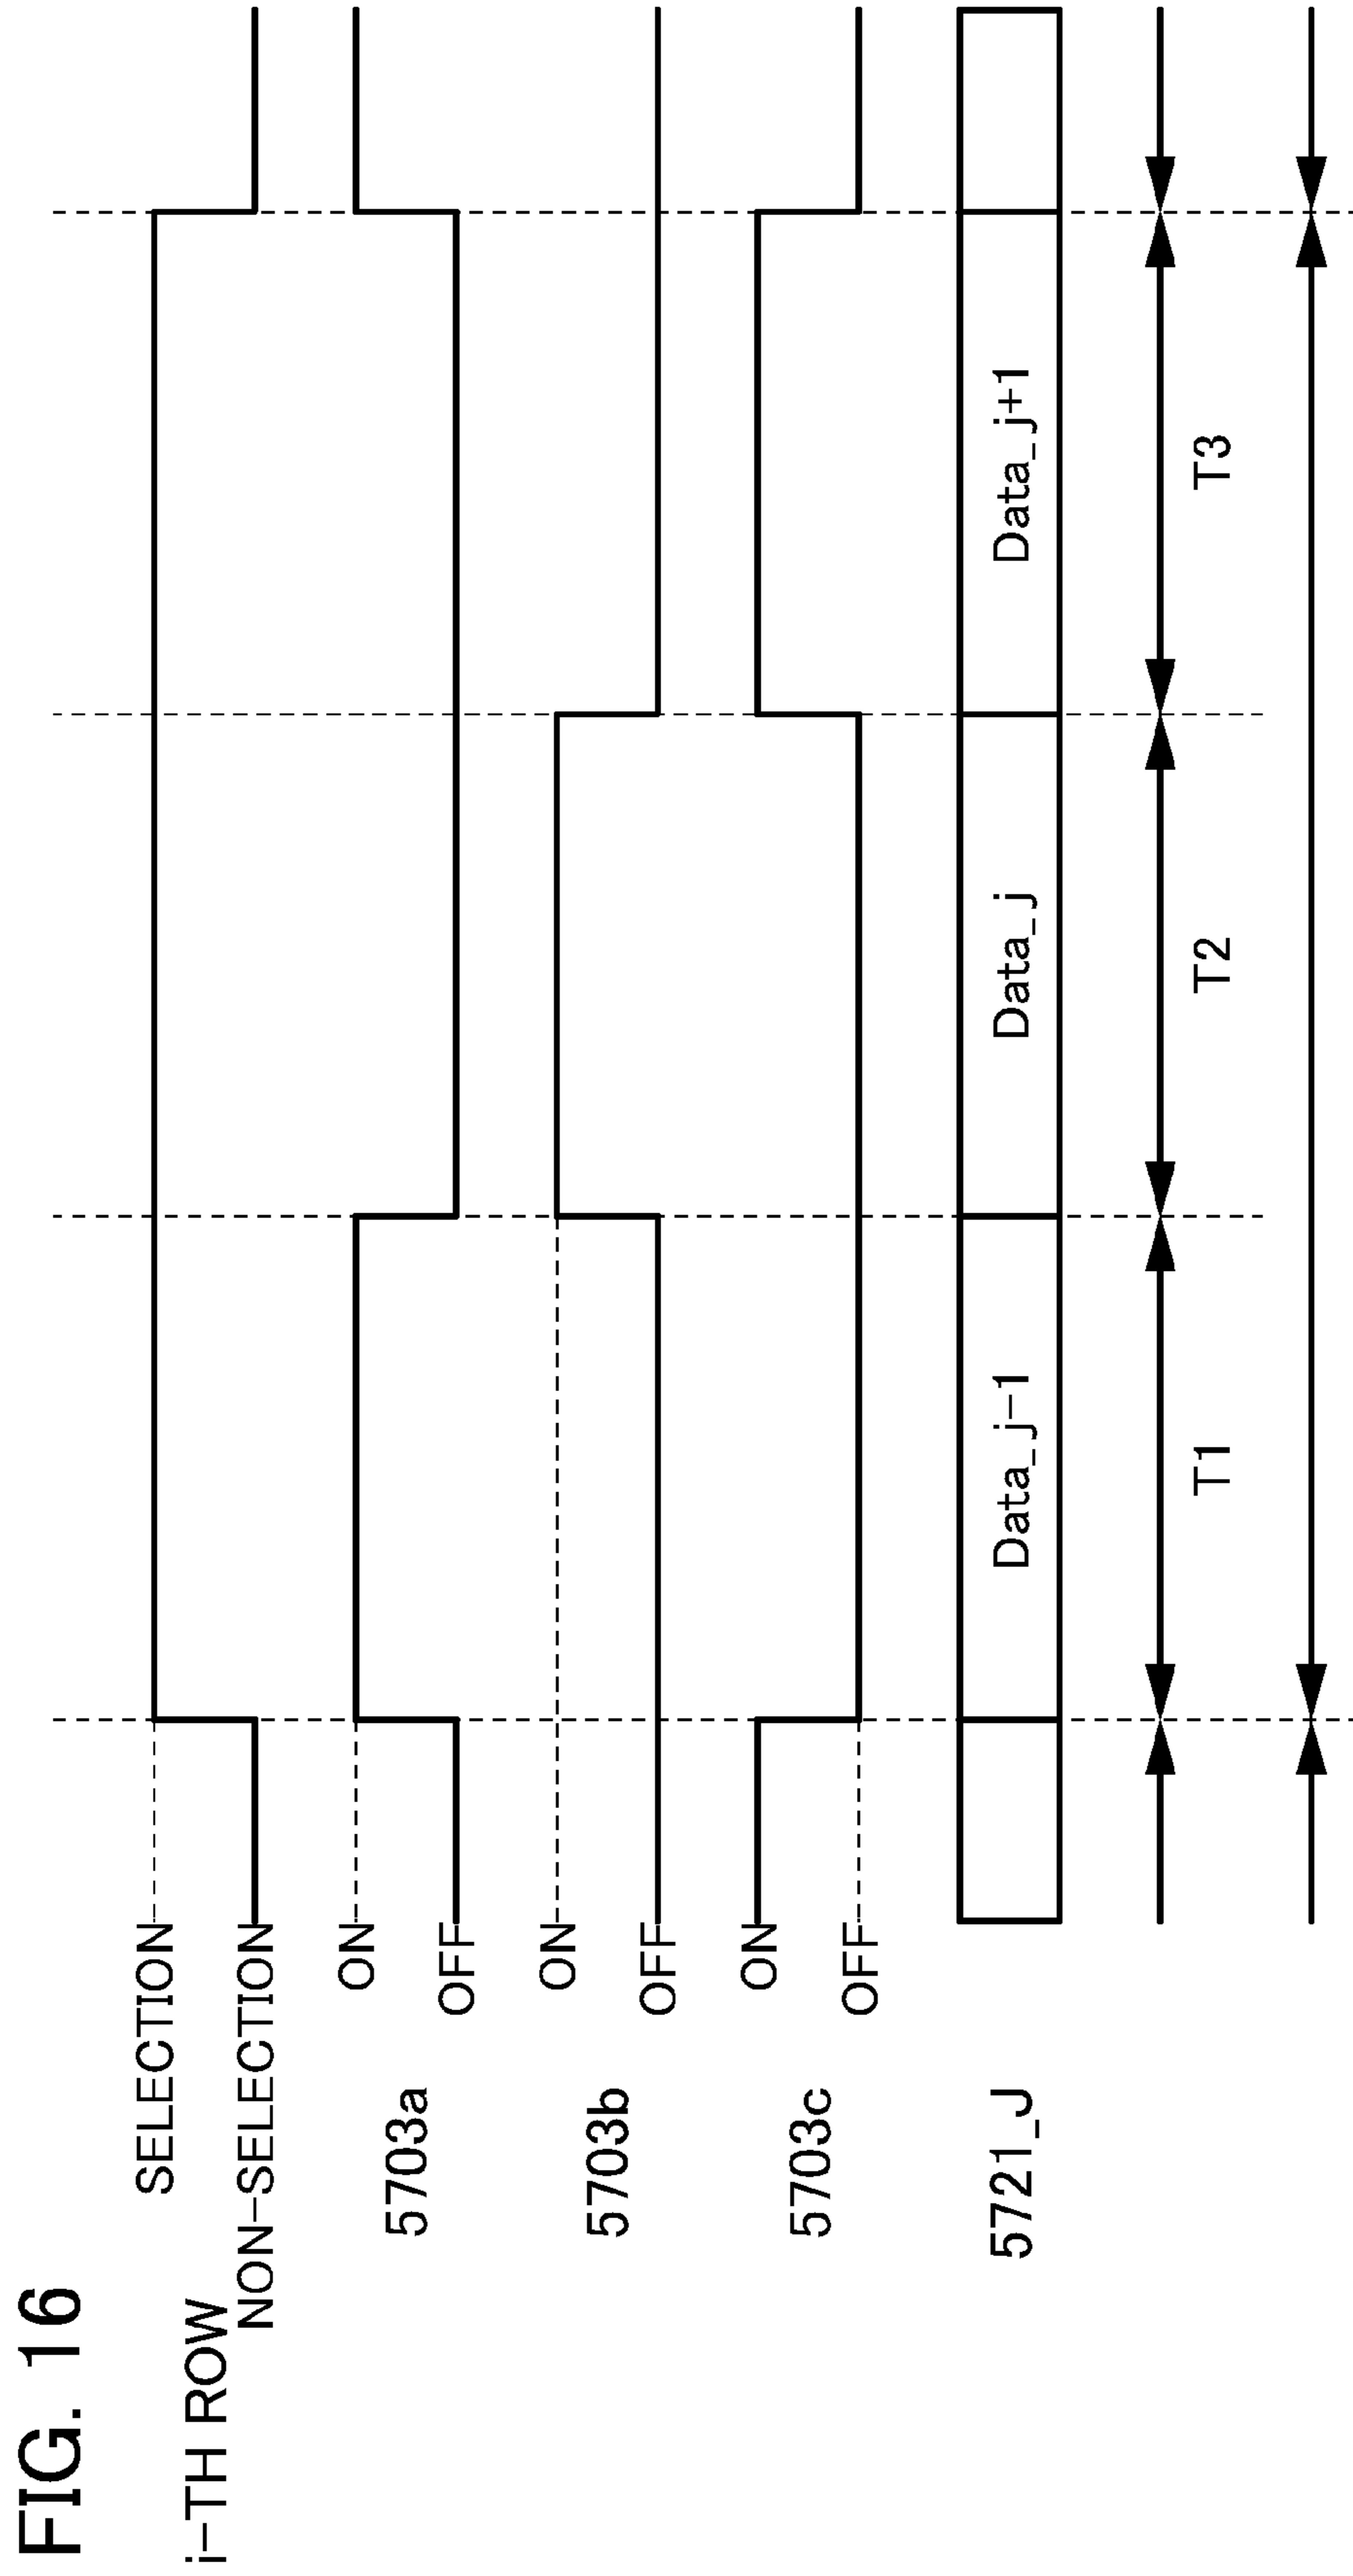 FIG. 16
SELECTION
i-TH ROW
NON-SELECTION
ON
5703a
OFF
ON
5703b
OFF
ON
5703c
OFF
5721_J
Data_j-1
Data_j
Data_j+1
T1
T2
T3